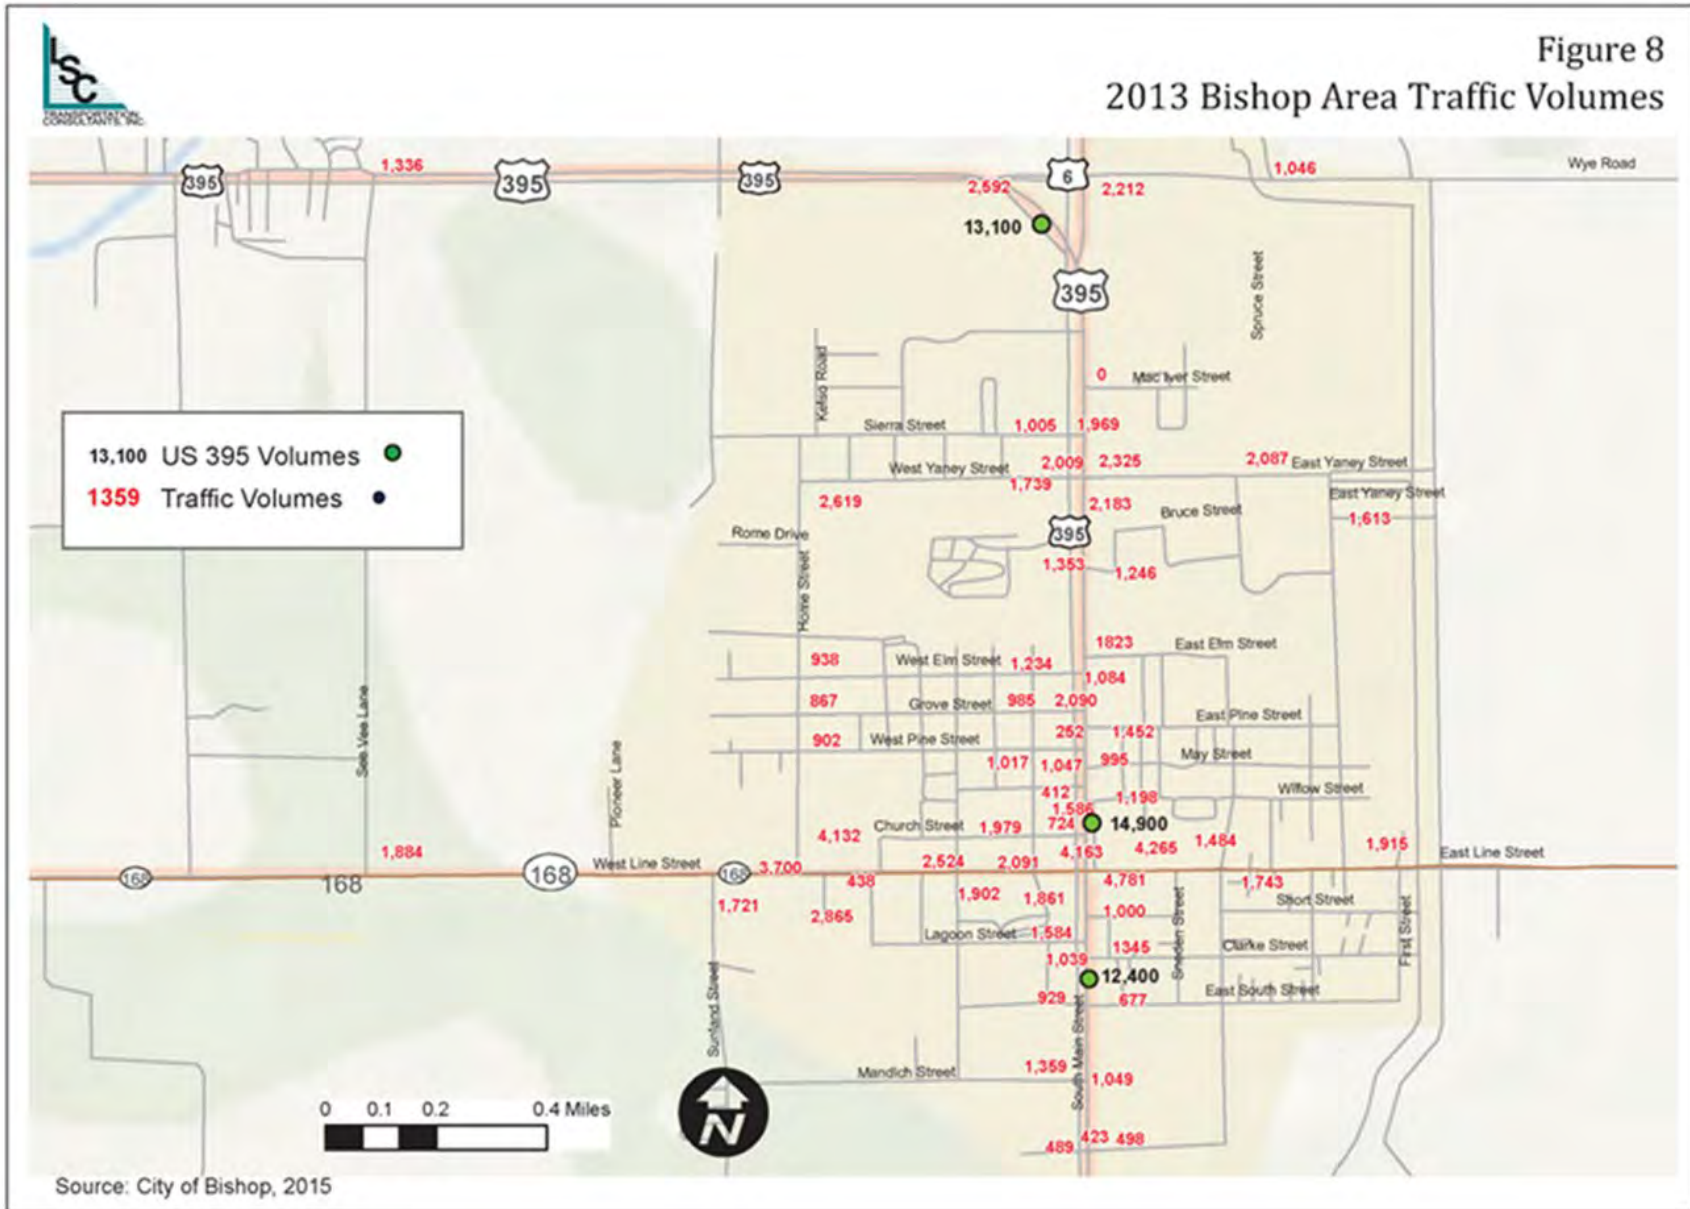 LSC
TRANSPORTATION
CONSULTANTS, INC.
Figure 8
2013 Bishop Area Traffic Volumes
1,336
395
395
395
2,592
6
2,212
1,046
Wye Road
13,100
395
Spruce Street
Kelso Road
0
Mac Iver Street
13,100 US 395 Volumes
1359 Traffic Volumes
Sierra Street
1,005
1,969
West Yaney Street
2,009
2,325
2,087
East Yaney Street
1,739
2,619
2,183
East Yaney Street
Bruce Street
1,613
Rome Drive
395
1,353
1,246
Home Street
1823
East Elm Street
938
West Elm Street
1,234
1,084
867
Grove Street
985
2,090
East Pine Street
252
1,452
902
West Pine Street
May Street
See Vee Lane
Pioneer Lane
1,017
1,047
995
412
1,198
Willow Street
1,586
4,132
Church Street
1,979
724
14,900
1,484
1,884
4,163
4,265
1,915
East Line Street
West Line Street
168
168
168
168
3,700
2,524
2,091
438
4,781
1,743
1,902
1,861
Short Street
1,721
2,865
1,000
Lagoon Street
1,584
1345
Clarke Street
Sneden Street
First Street
1,039
12,400
929
677
East South Street
Sunland Street
South Main Street
Mandich Street
1,359
1,049
0 0.1 0.2 0.4 Miles
N
489
423
498
Source: City of Bishop, 2015